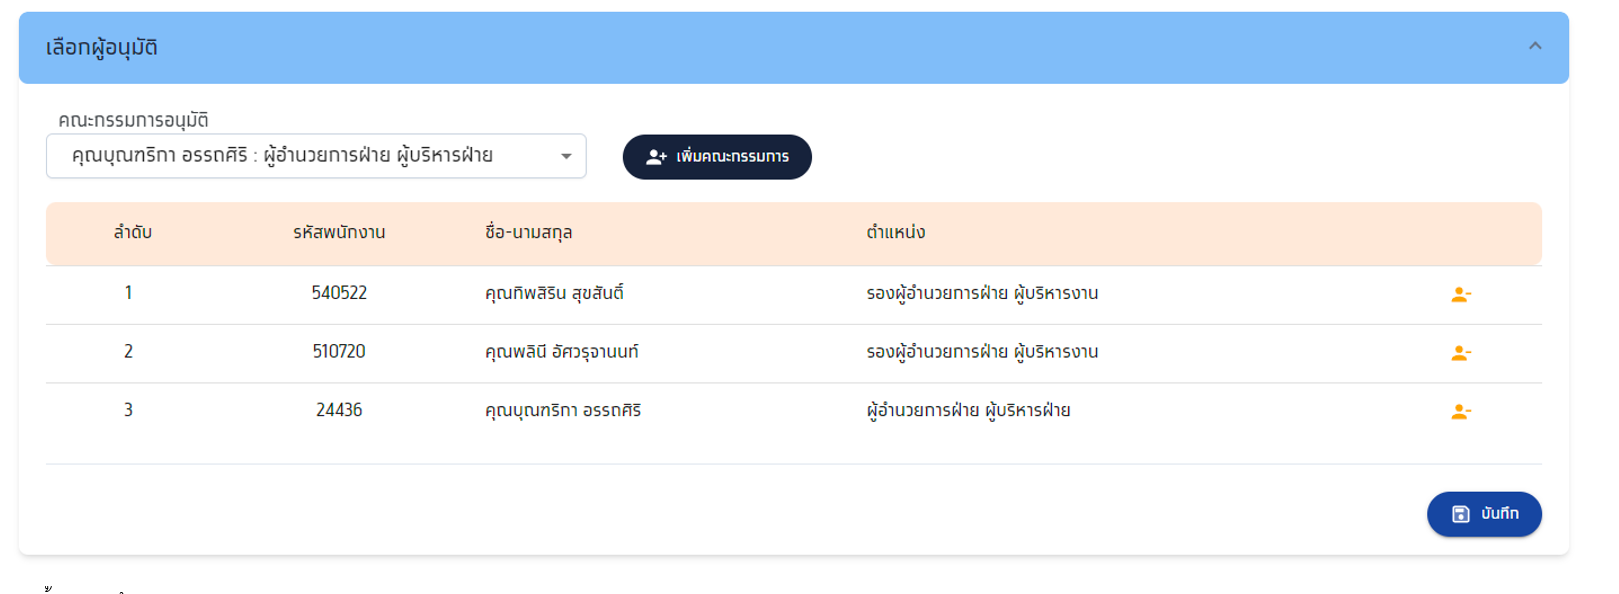 เลือกผู้อนุมัติ
คณะกรรมการอนุมัติ
คุณบุณฑริกา อรรถศิริ : ผู้อำนวยการฝ่าย ผู้บริหารฝ่าย
เพิ่มคณะกรรมการ
ลำดับ รหัสพนักงาน ชื่อ-นามสกุล ตำแหน่ง
1 540522 คุณทิพสิริน สุขสันติ์ รองผู้อำนวยการฝ่าย ผู้บริหารงาน
2 510720 คุณพลินี อัศวรุจานนท์ รองผู้อำนวยการฝ่าย ผู้บริหารงาน
3 24436 คุณบุณฑริกา อรรถศิริ ผู้อำนวยการฝ่าย ผู้บริหารฝ่าย
บันทึก